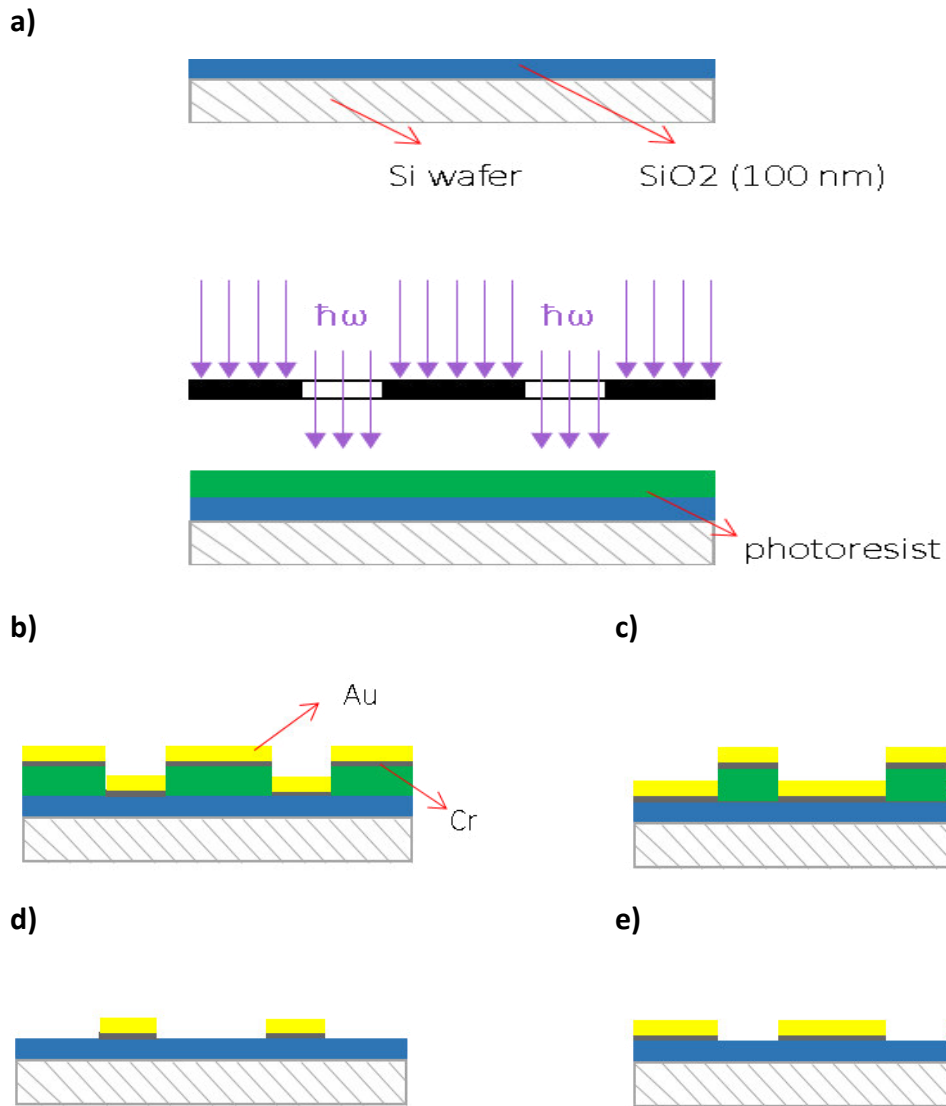 a)
Si wafer
SiO2 (100 nm)
ħω ħω
photoresist
b) c)
Au
Cr
d) e)